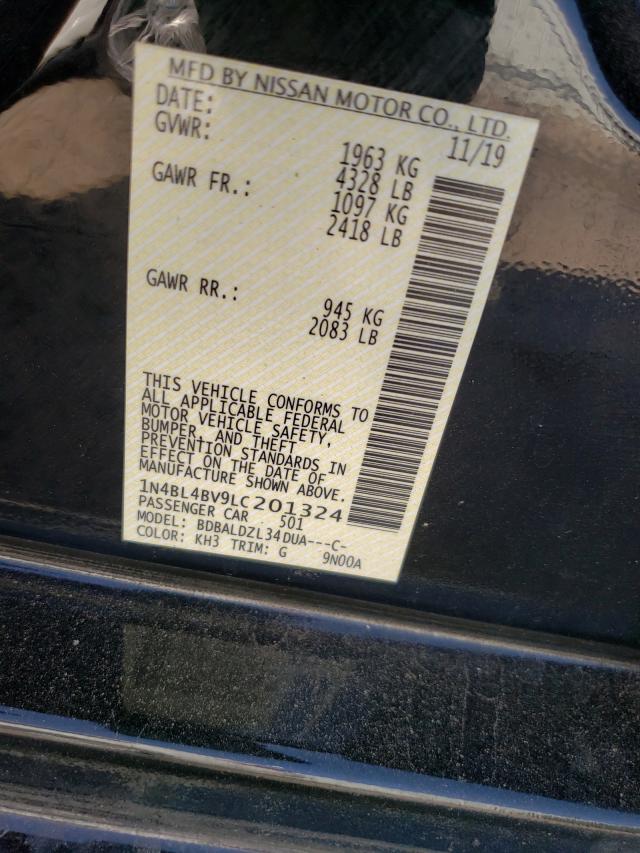 MFD BY NISSAN MOTOR CO., LTD.
DATE: 11/19
GVWR: 1963 KG
4328 LB
GAWR FR.: 1097 KG
2418 LB
GAWR RR.: 945 KG
2083 LB
THIS VEHICLE CONFORMS TO
ALL APPLICABLE FEDERAL
MOTOR VEHICLE SAFETY,
BUMPER, AND THEFT
PREVENTION STANDARDS IN
EFFECT ON THE DATE OF
MANUFACTURE SHOWN ABOVE.
1N4BL4BV9LC201324
PASSENGER CAR 501
MODEL: BDBALDZL34DUA---C-
COLOR: KH3 TRIM: G 9N00A